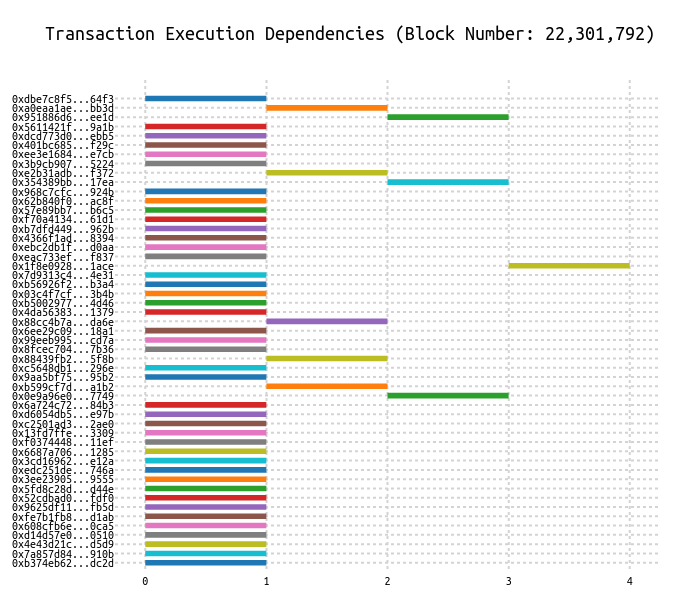 Transaction Execution Dependencies (Block Number: 22,301,792)
0xdbe7c8f5...64f3
0xa0eaa1ae...bb3d
0x951886d6...ee1d
0x5611421f...9a1b
0xdcd773d0...ebb5
0x401bc685...f29c
0xee3e1684...e7cb
0x3b9cb907...5224
0xe2b31adb...f372
0x354389bb...17ea
0x968c7cfc...924b
0x62b840f0...ac8f
0x57e89bb7...b6c5
0xf70a4134...61d1
0xb7dfd449...962b
0x4366f1ad...8394
0xebc2db1f...d0aa
0xeac733ef...f837
0x1f8e0928...1ace
0x7d9313c4...4e31
0xb56926f2...b3a4
0x03c4f7cf...3b4b
0xb5002977...4d46
0x4da56383...1379
0x88cc4b7a...da6e
0x6ee29c09...18a1
0x99eeb995...cd7a
0x8fcec704...7b36
0x88439fb2...5f8b
0xc5648db1...296e
0x9aa5bf75...95b2
0xb599cf7d...a1b2
0x0e9a96e0...7749
0x6a724c72...84b3
0xd6054db5...e97b
0xc2501ad3...2ae0
0x13fd7ffe...3309
0xf0374448...11ef
0x6687a706...1285
0x3cd16962...e12a
0xedc251de...746a
0x3ee23905...9555
0x5fd8c28d...d44e
0x52cdbad0...fdf0
0x9625df11...fb5d
0xfe7b1fb8...d1ab
0x608cfb6e...0ca5
0xd14d57e0...0510
0x4e43d21c...d5d9
0x7a857d84...910b
0xb374eb62...dc2d
0 1 2 3 4